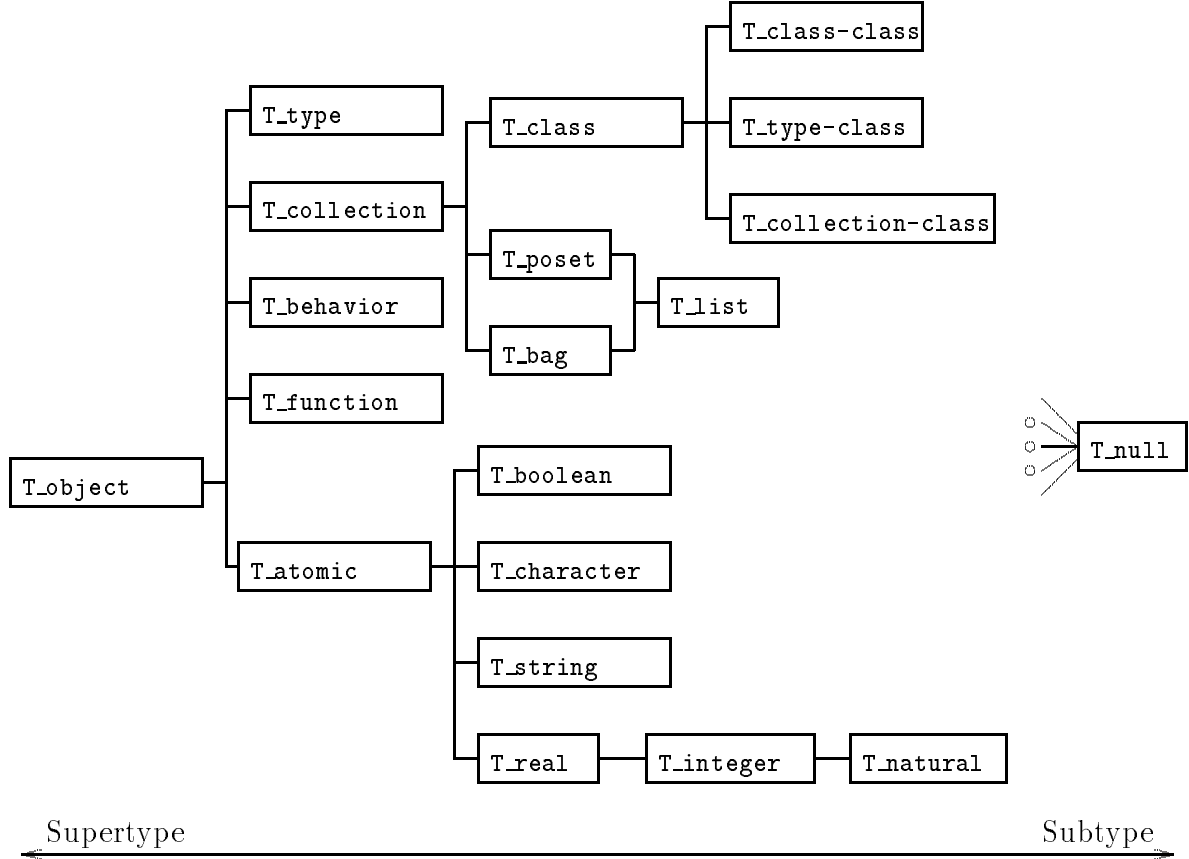 T_class-class
T_type
T_class
T_type-class
T_collection
T_collection-class
T_poset
T_behavior
T_list
T_bag
T_function
T_null
T_object
T_boolean
T_atomic
T_character
T_string
T_real
T_integer
T_natural
Supertype
Subtype